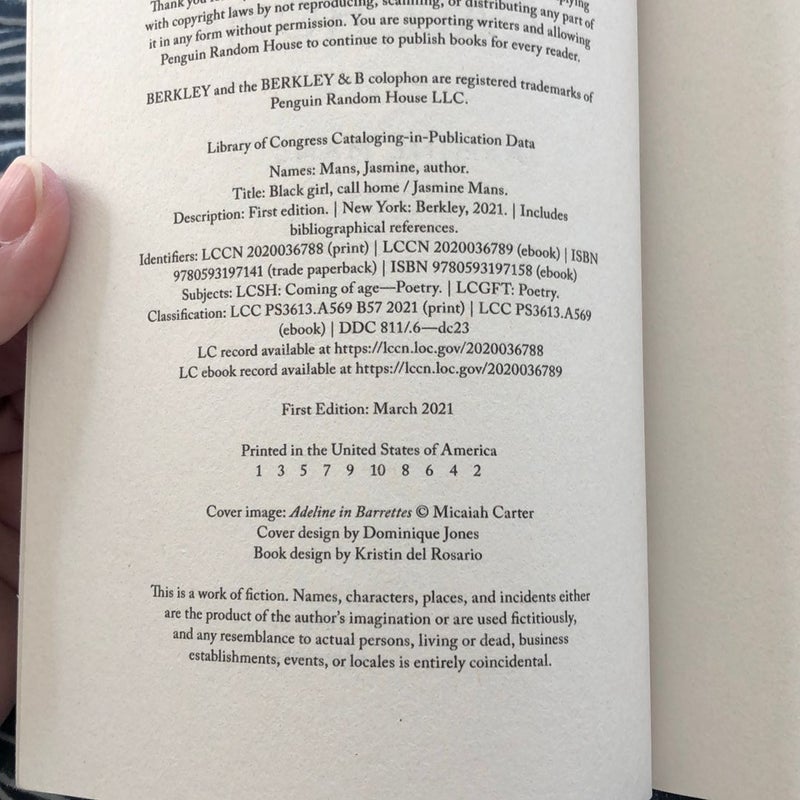 Thank you
with copyright laws by not reproducing, scanning, or distributing any part of
it in any form without permission. You are supporting writers and allowing
Penguin Random House to continue to publish books for every reader.
BERKLEY and the BERKLEY & B colophon are registered trademarks of
Penguin Random House LLC.
Library of Congress Cataloging-in-Publication Data
Names: Mans, Jasmine, author.
Title: Black girl, call home / Jasmine Mans.
Description: First edition. | New York: Berkley, 2021. | Includes
bibliographical references.
Identifiers: LCCN 2020036788 (print) | LCCN 2020036789 (ebook) | ISBN
9780593197141 (trade paperback) | ISBN 9780593197158 (ebook)
Subjects: LCSH: Coming of age—Poetry. | LCGFT: Poetry.
Classification: LCC PS3613.A569 B57 2021 (print) | LCC PS3613.A569
(ebook) | DDC 811/.6—dc23
LC record available at https://lccn.loc.gov/2020036788
LC ebook record available at https://lccn.loc.gov/2020036789
First Edition: March 2021
Printed in the United States of America
1 3 5 7 9 10 8 6 4 2
Cover image: Adeline in Barrettes © Micaiah Carter
Cover design by Dominique Jones
Book design by Kristin del Rosario
This is a work of fiction. Names, characters, places, and incidents either
are the product of the author's imagination or are used fictitiously,
and any resemblance to actual persons, living or dead, business
establishments, events, or locales is entirely coincidental.